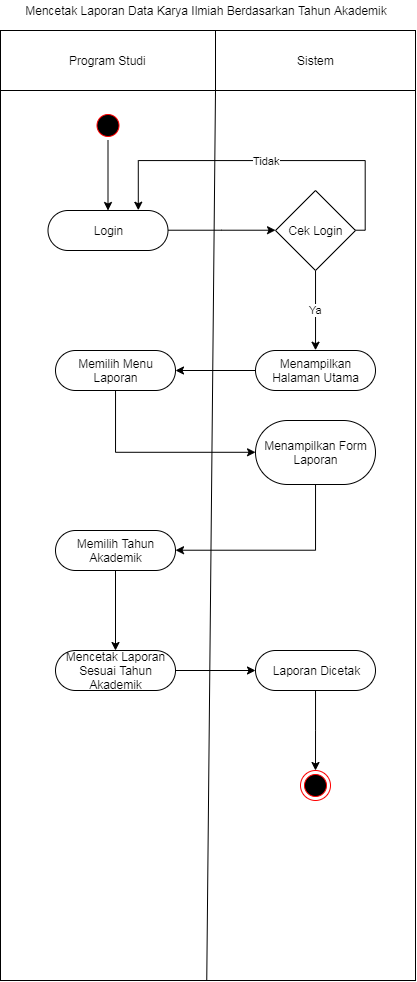 Mencetak Laporan Data Karya Ilmiah Berdasarkan Tahun Akademik
Program Studi
Sistem
Tidak
Login
Cek Login
Ya
Memilih Menu
Laporan
Menampilkan
Halaman Utama
Menampilkan Form
Laporan
Memilih Tahun
Akademik
Mencetak Laporan
Sesuai Tahun
Akademik
Laporan Dicetak